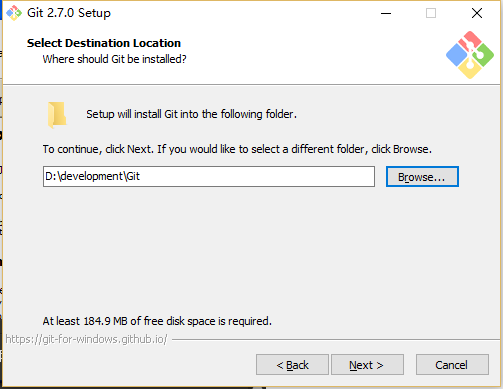 Git 2.7.0 Setup
Select Destination Location
Where should Git be installed?
Setup will install Git into the following folder.
To continue, click Next. If you would like to select a different folder, click Browse.
D:\development\Git
Browse...
At least 184.9 MB of free disk space is required.
https://git-for-windows.github.io/
< Back
Next >
Cancel